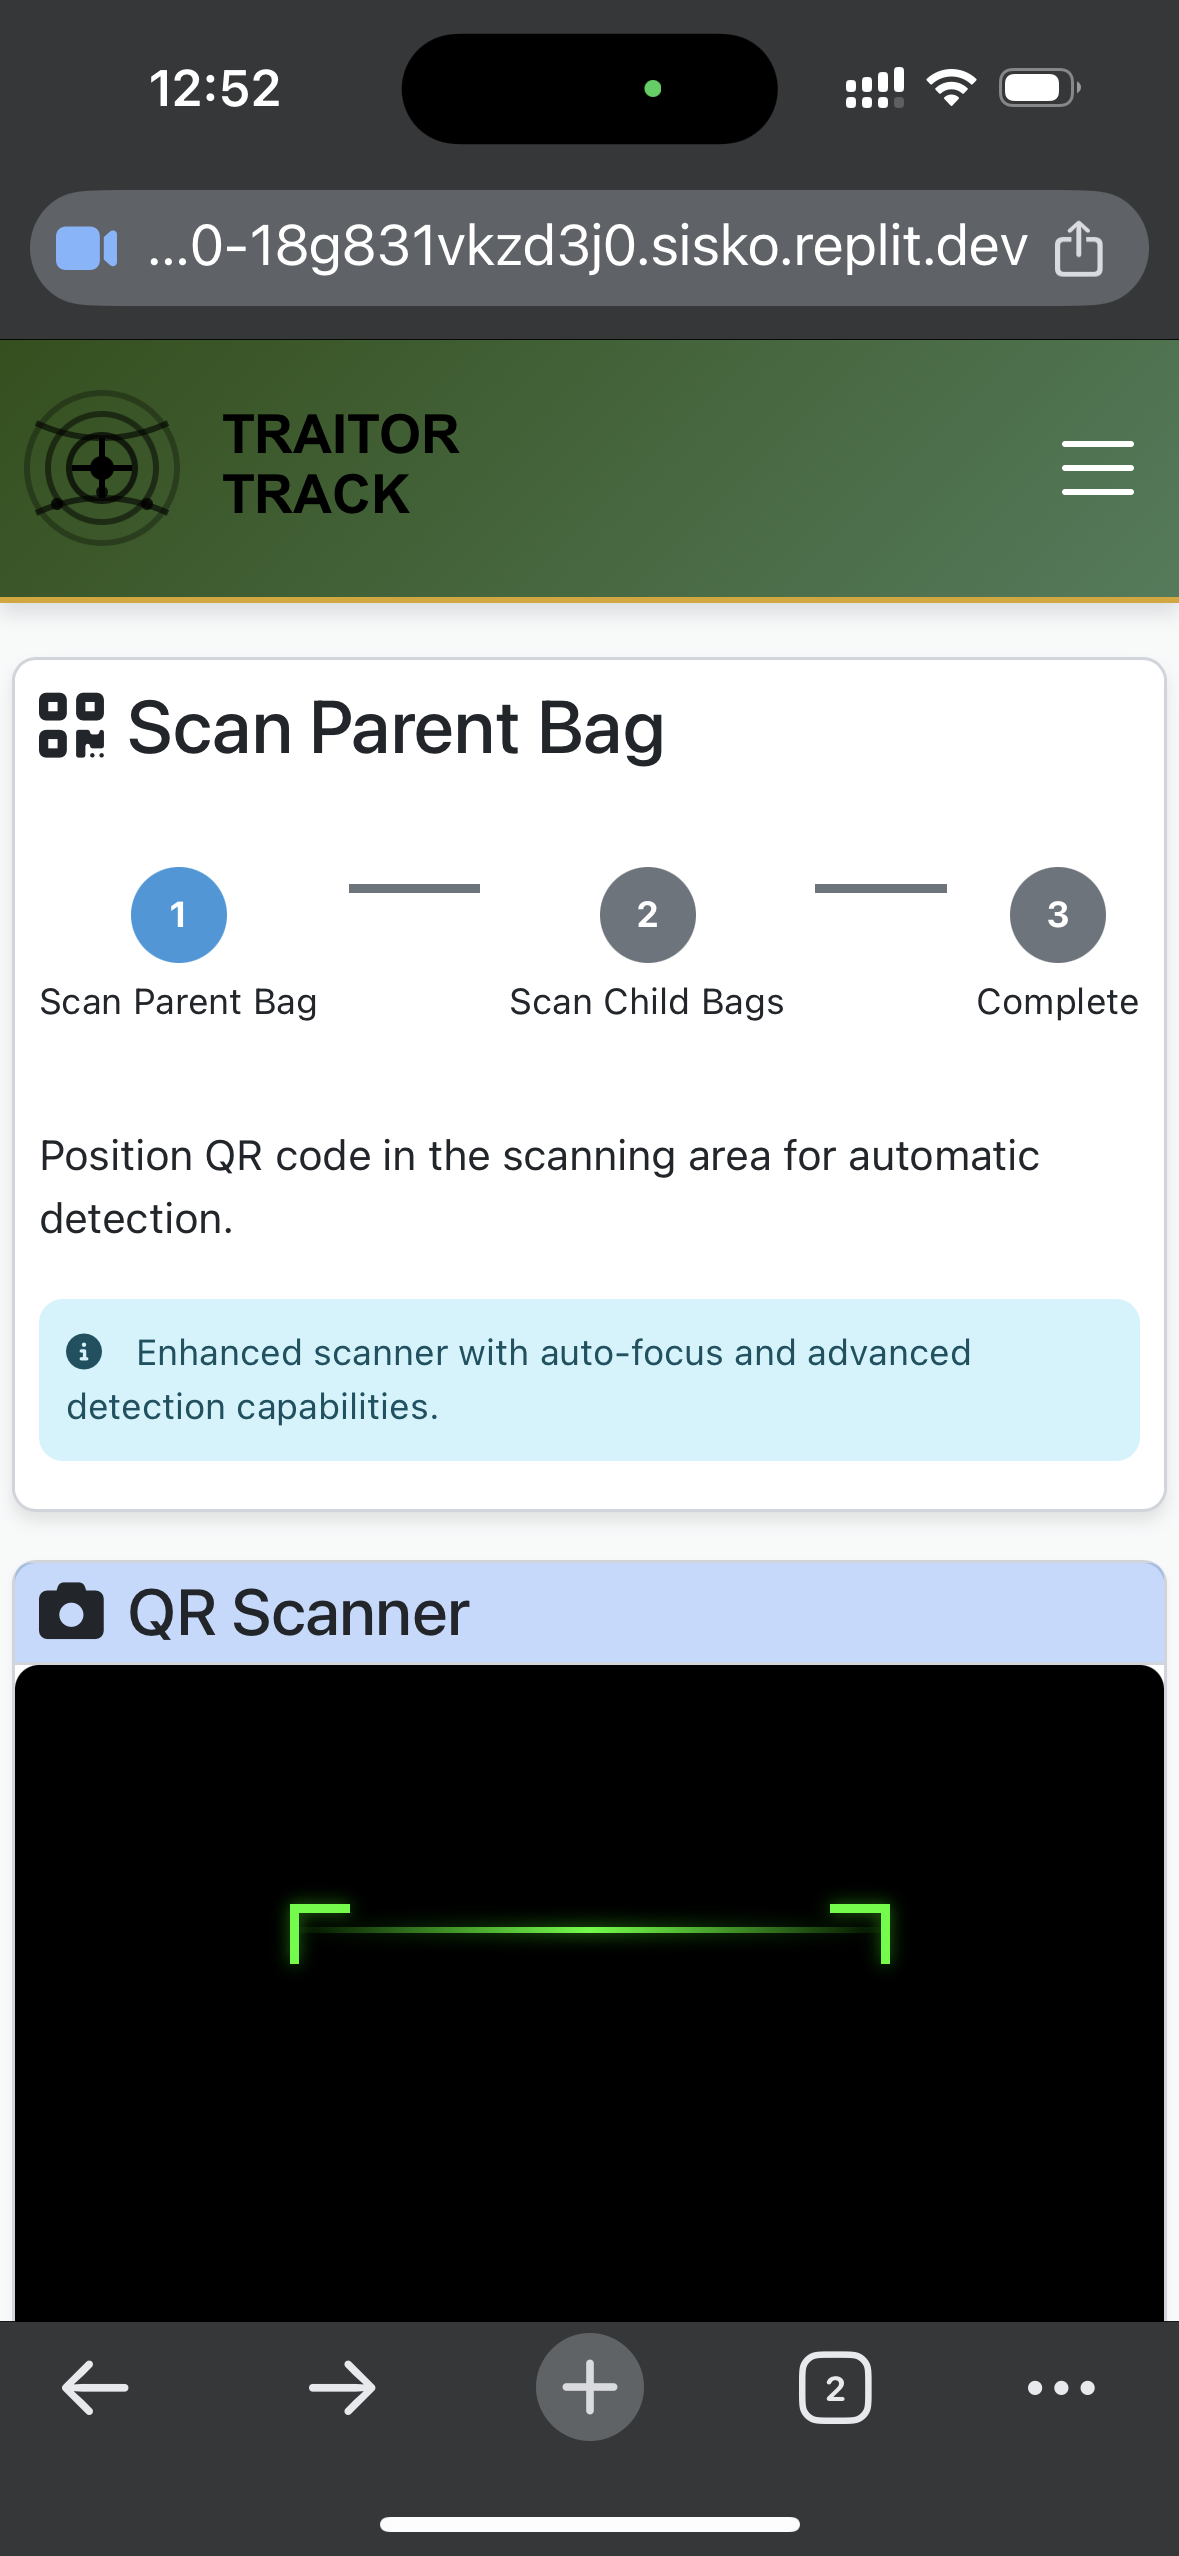 12:52
...0-18g831vkzd3j0.sisko.replit.dev
TRAITOR
TRACK
Scan Parent Bag
1
2
3
Scan Parent Bag
Scan Child Bags
Complete
Position QR code in the scanning area for automatic
detection.
Enhanced scanner with auto-focus and advanced
detection capabilities.
QR Scanner
2